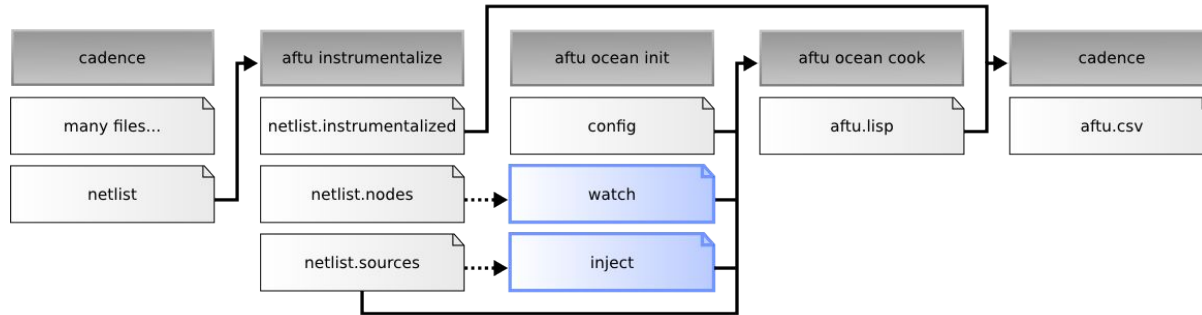 cadence
many files...
netlist
aftu instrumentalize
netlist.instrumentalized
netlist.nodes
netlist.sources
aftu ocean init
config
watch
inject
aftu ocean cook
aftu.lisp
cadence
aftu.csv